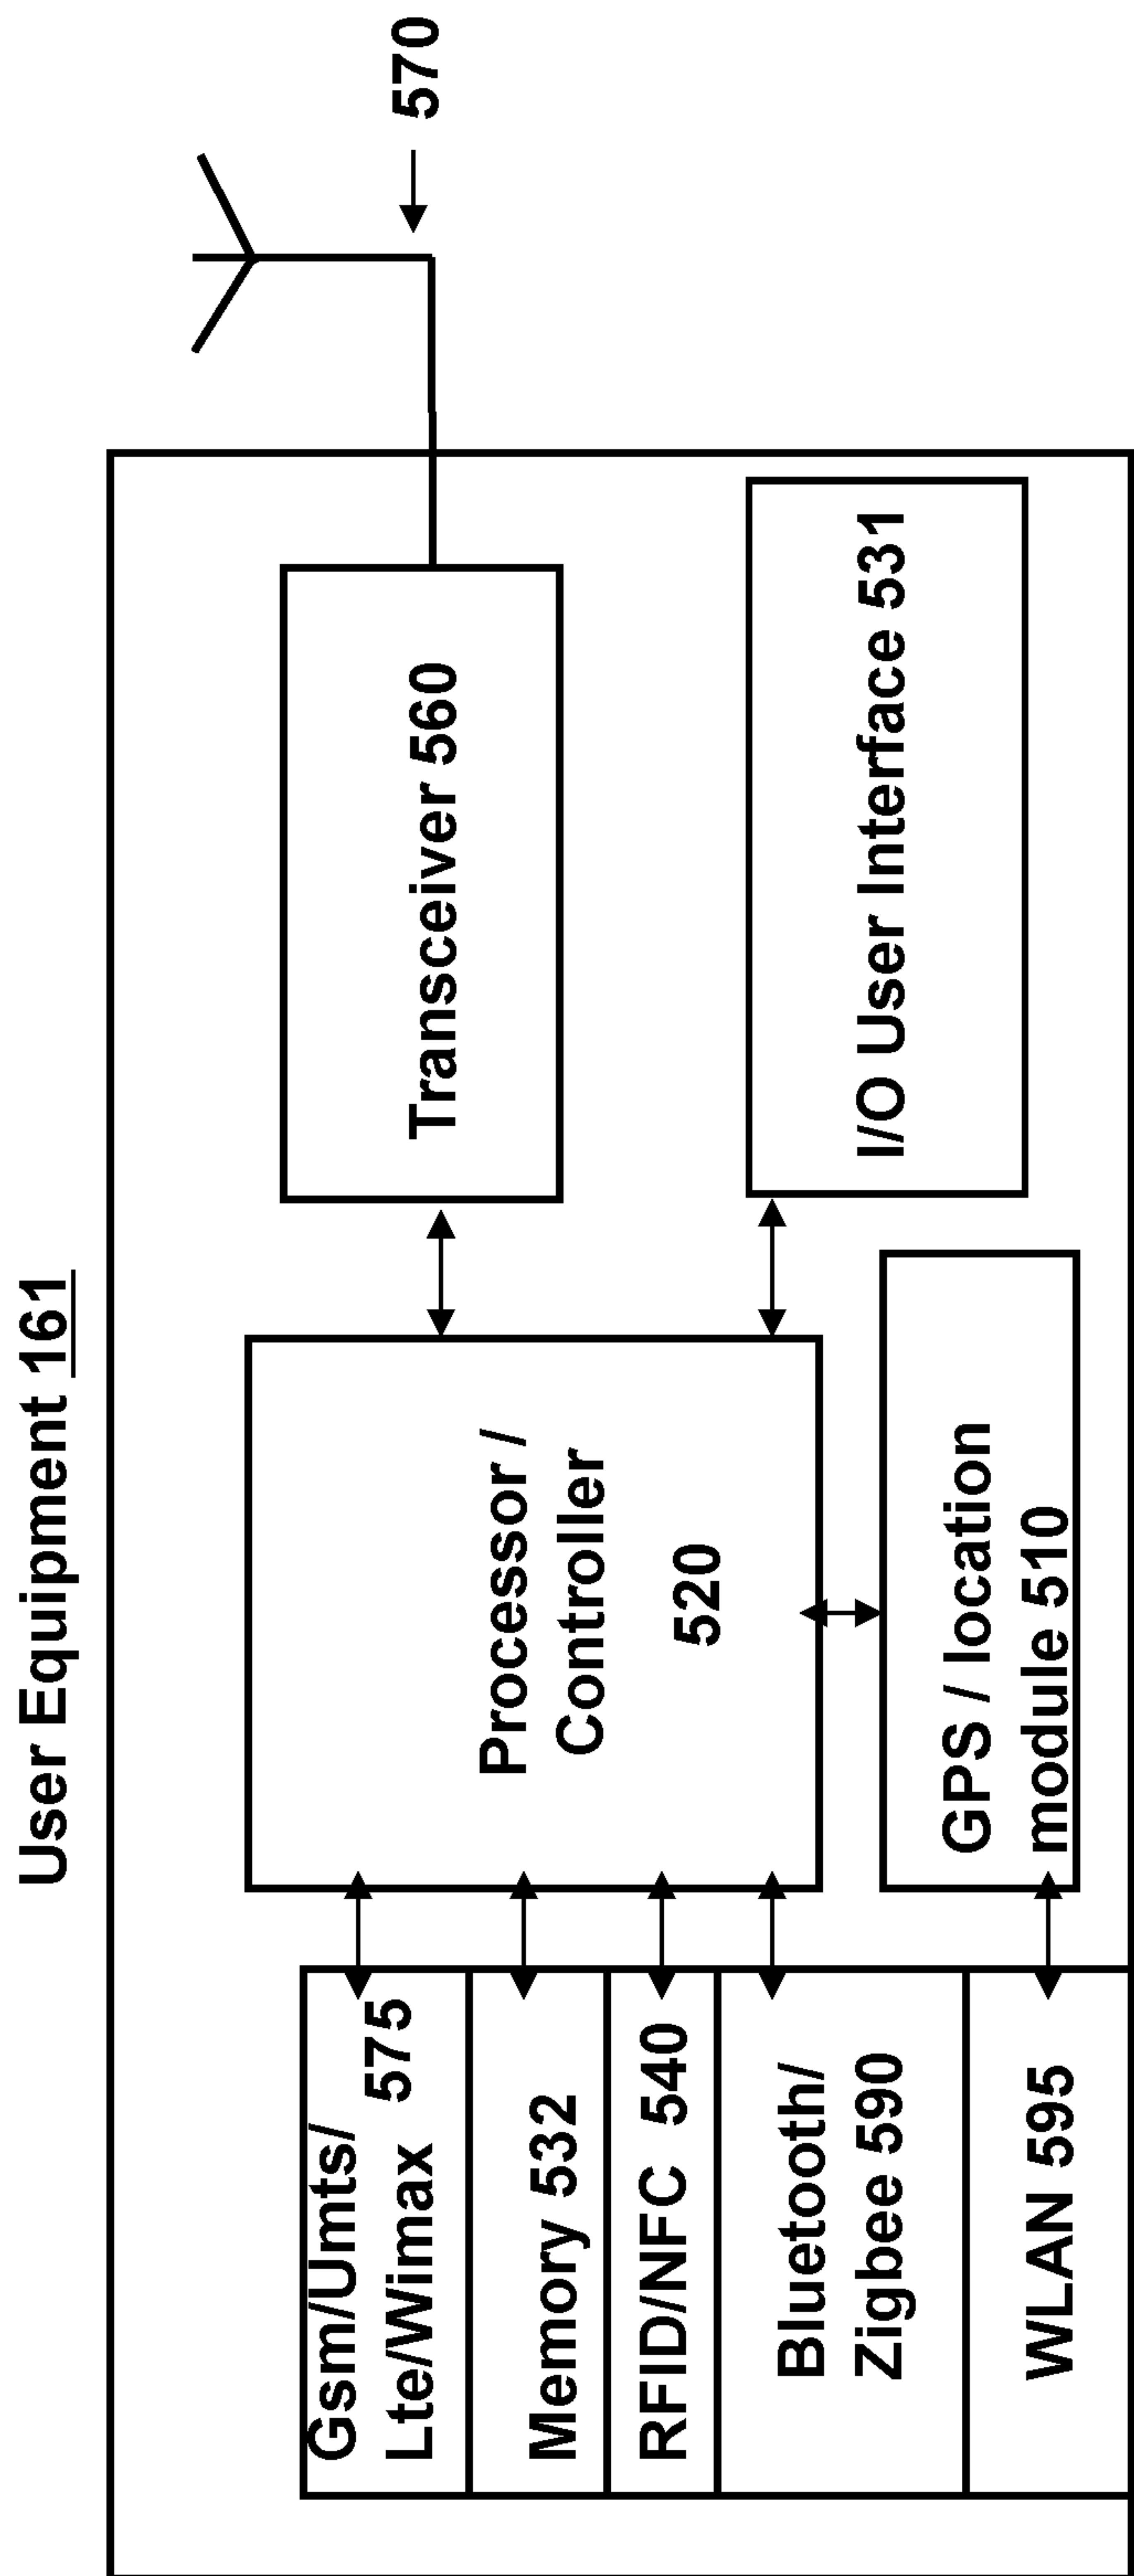 User Equipment 161
570
Gsm/Umts/
Lte/Wimax 575
Memory 532
RFID/NFC 540
Bluetooth/
Zigbee 590
WLAN 595
Processor /
Controller
520
GPS / location
module 510
Transceiver 560
I/O User Interface 531